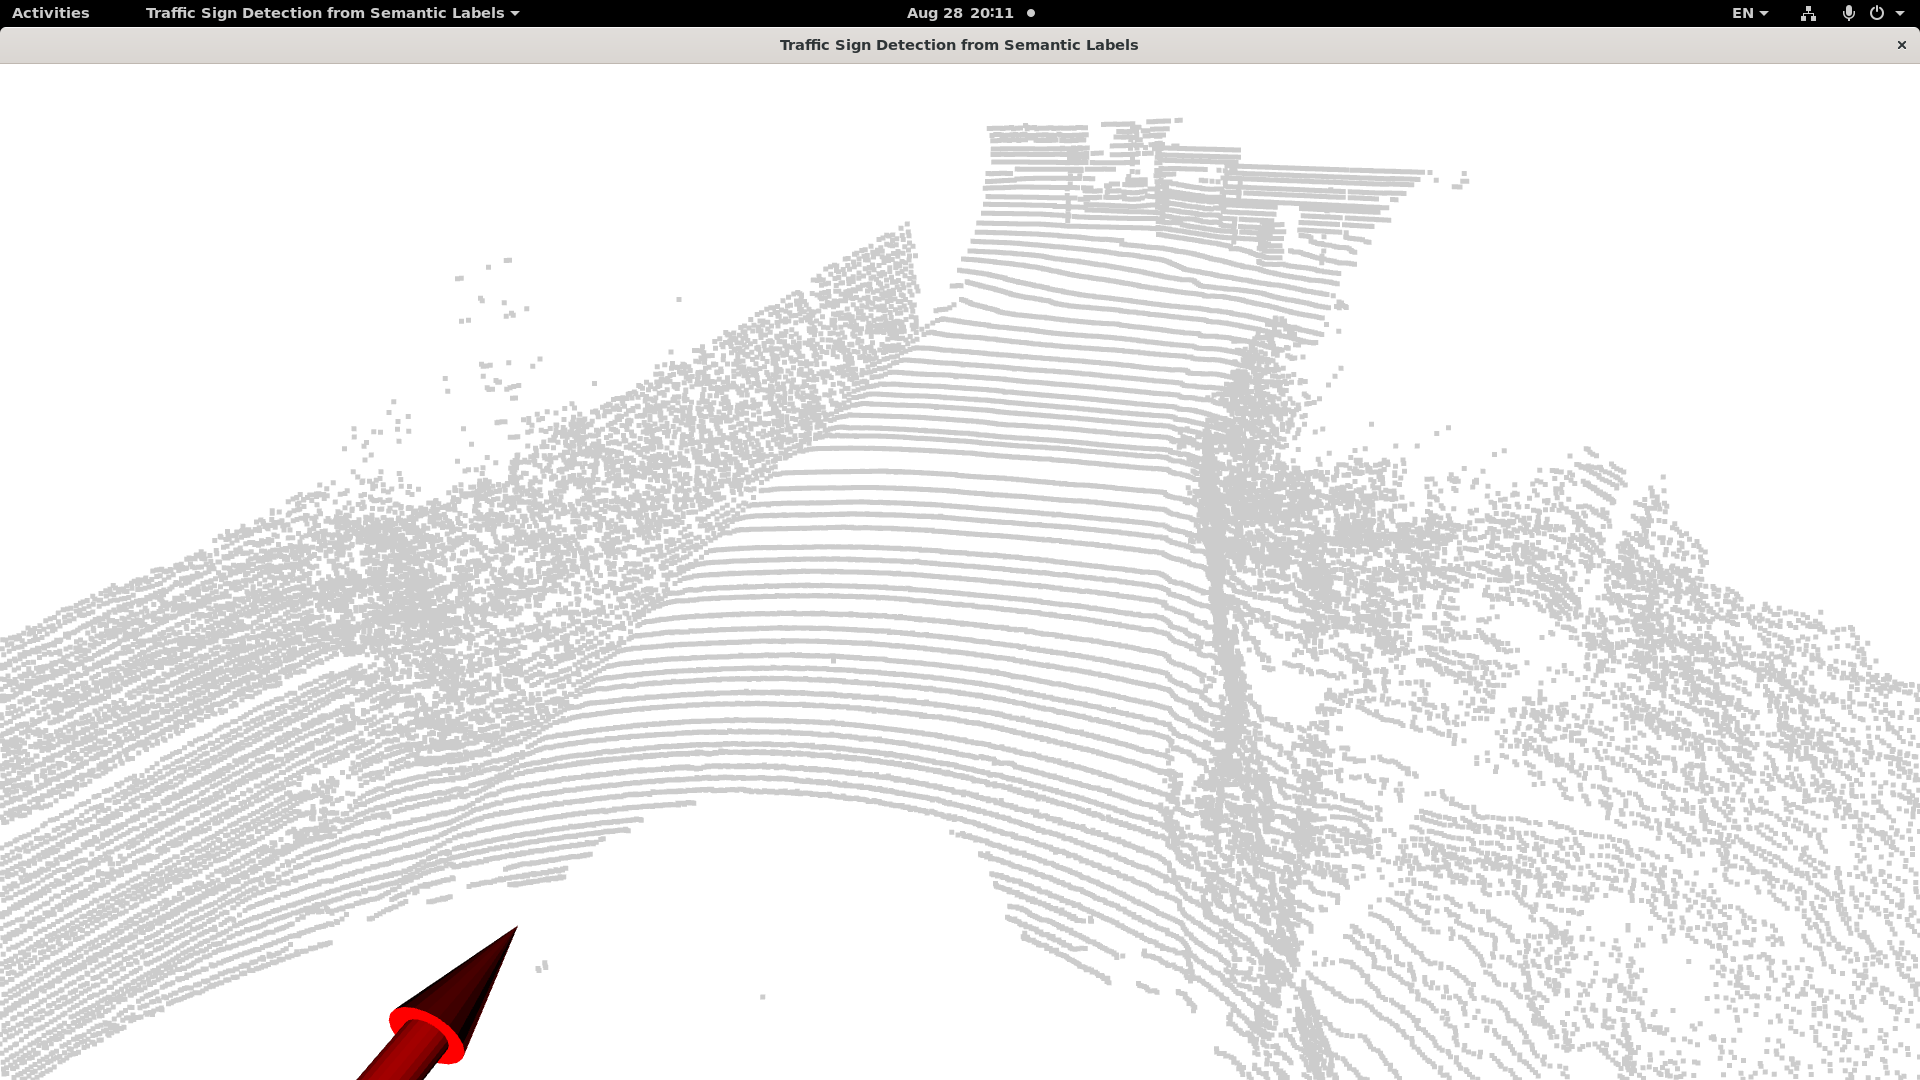 Activities
Traffic Sign Detection from Semantic Labels
Aug 28 20:11
EN
Traffic Sign Detection from Semantic Labels